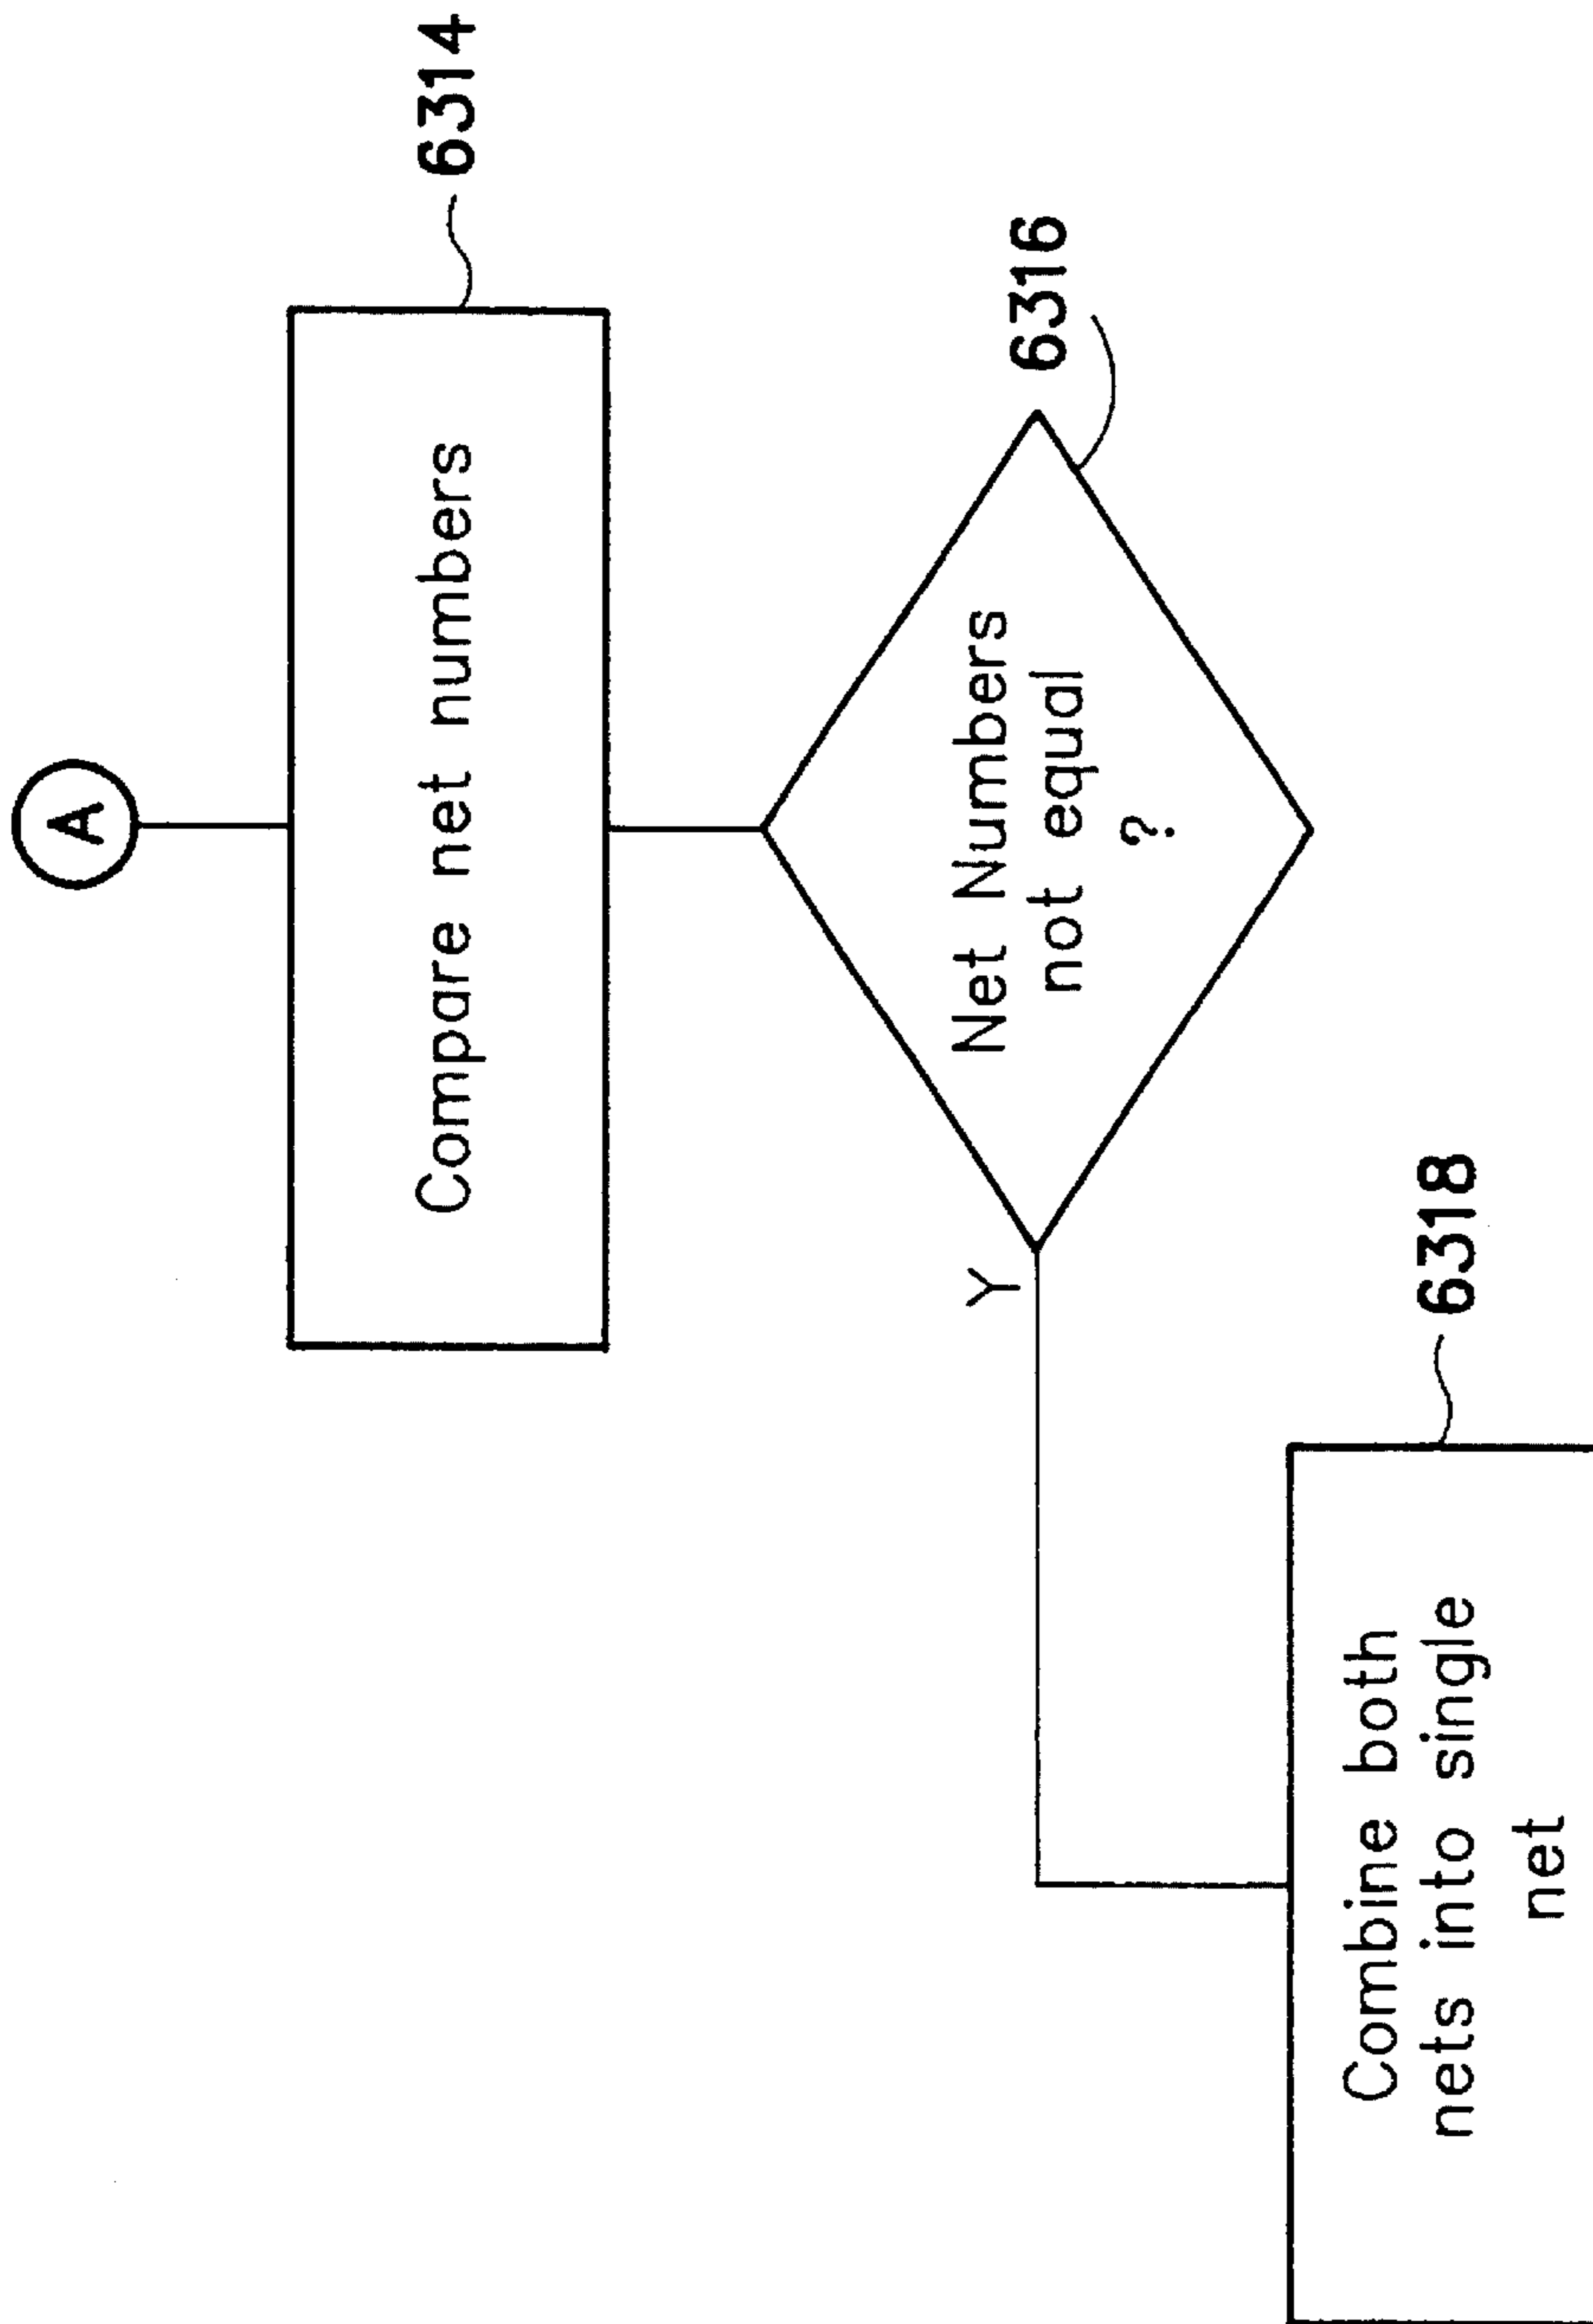 A
Compare net numbers
6314
Net Numbers
not equal
?
6316
Y
Combine both
nets into single
net
6318